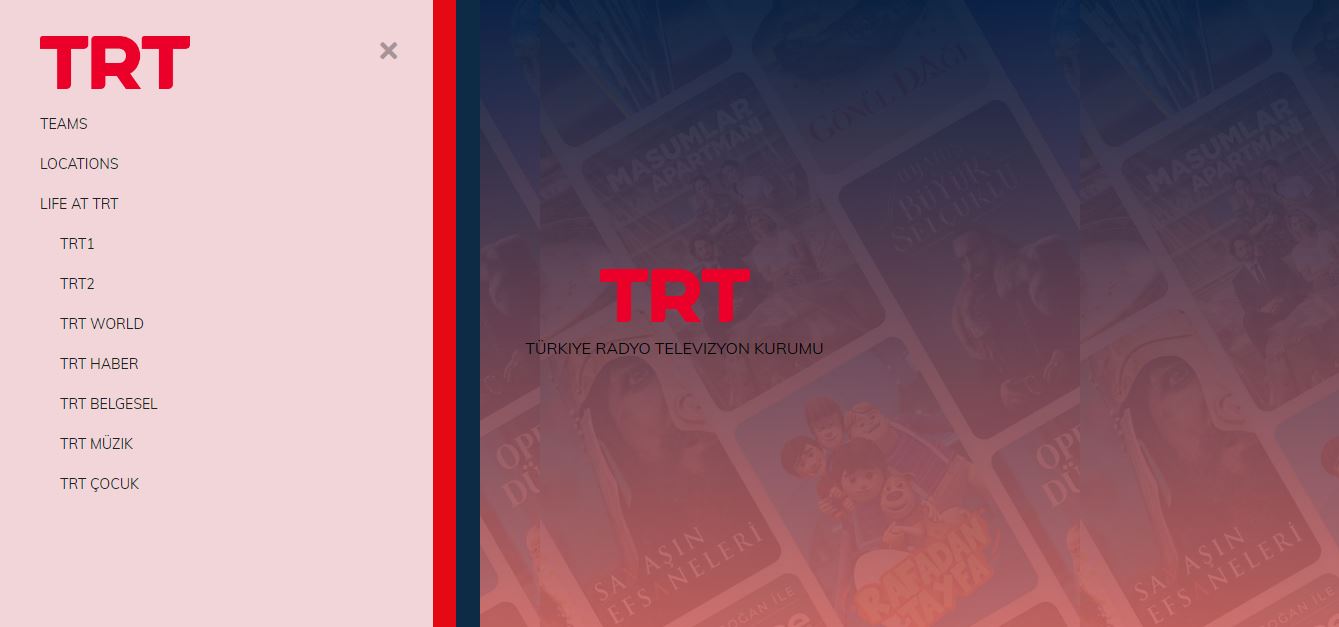 TRT
TEAMS
LOCATIONS
LIFE AT TRT
TRT1
TRT2
TRT WORLD
TRT HABER
TRT BELGESEL
TRT MÜZIK
TRT ÇOCUK
TRT
TÜRKIYE RADYO TELEVIZYON KURUMU
GÖNÜL DAĞI
MASUMLAR
APARTMANI
MASUMLAR
APARTMANI
BÜYÜK
SELÇUKLU
SAVAŞIN
EFSANELERİ
RAFADAN
TAYFA
SAVAŞIN
EFSANELERİ